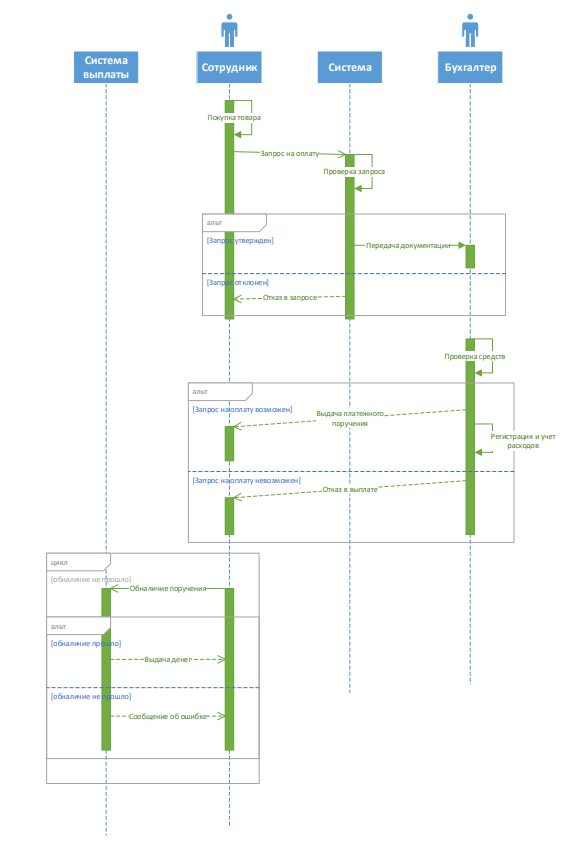 Система
выплаты
Сотрудник
Система
Бухгалтер
Покупка товара
Запрос на оплату
Проверка запроса
альт
[Запрос утвержден]
Передача документации
[Запрос отклонен]
Отказ в запросе
Проверка средств
альт
[Запрос на оплату возможен]
Выдача платежного
поручения
Регистрация и учет
расходов
[Запрос на оплату невозможен]
Отказ в выплате
цикл
[обналичие не прошло]
Обналичие поручения
альт
[обналичие прошло]
Выдача денег
[обналичие не прошло]
Сообщение об ошибке